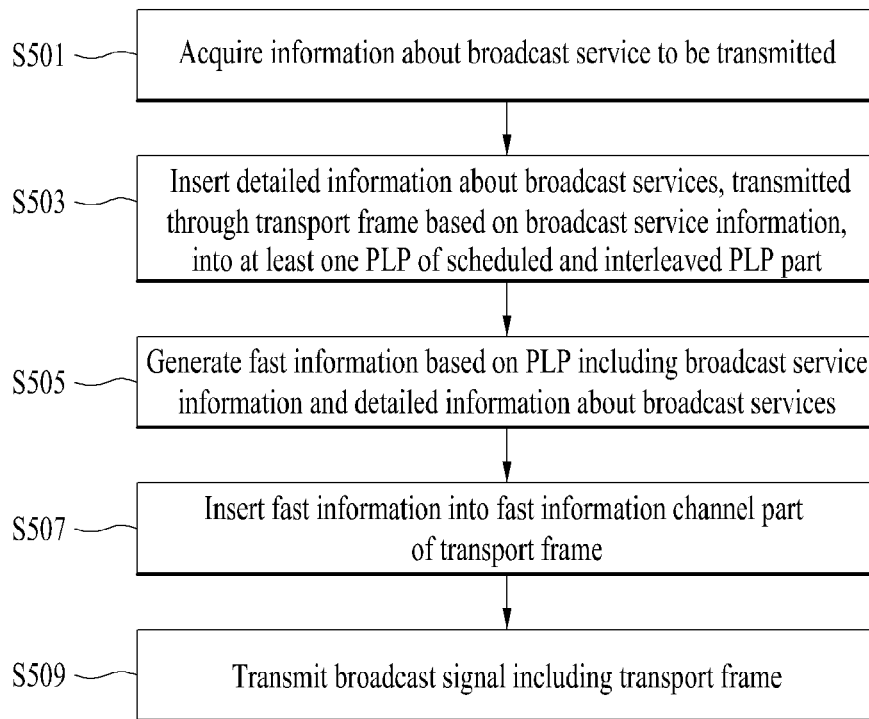 S501
Acquire information about broadcast service to be transmitted
S503
Insert detailed information about broadcast services, transmitted
through transport frame based on broadcast service information,
into at least one PLP of scheduled and interleaved PLP part
S505
Generate fast information based on PLP including broadcast service
information and detailed information about broadcast services
S507
Insert fast information into fast information channel part
of transport frame
S509
Transmit broadcast signal including transport frame